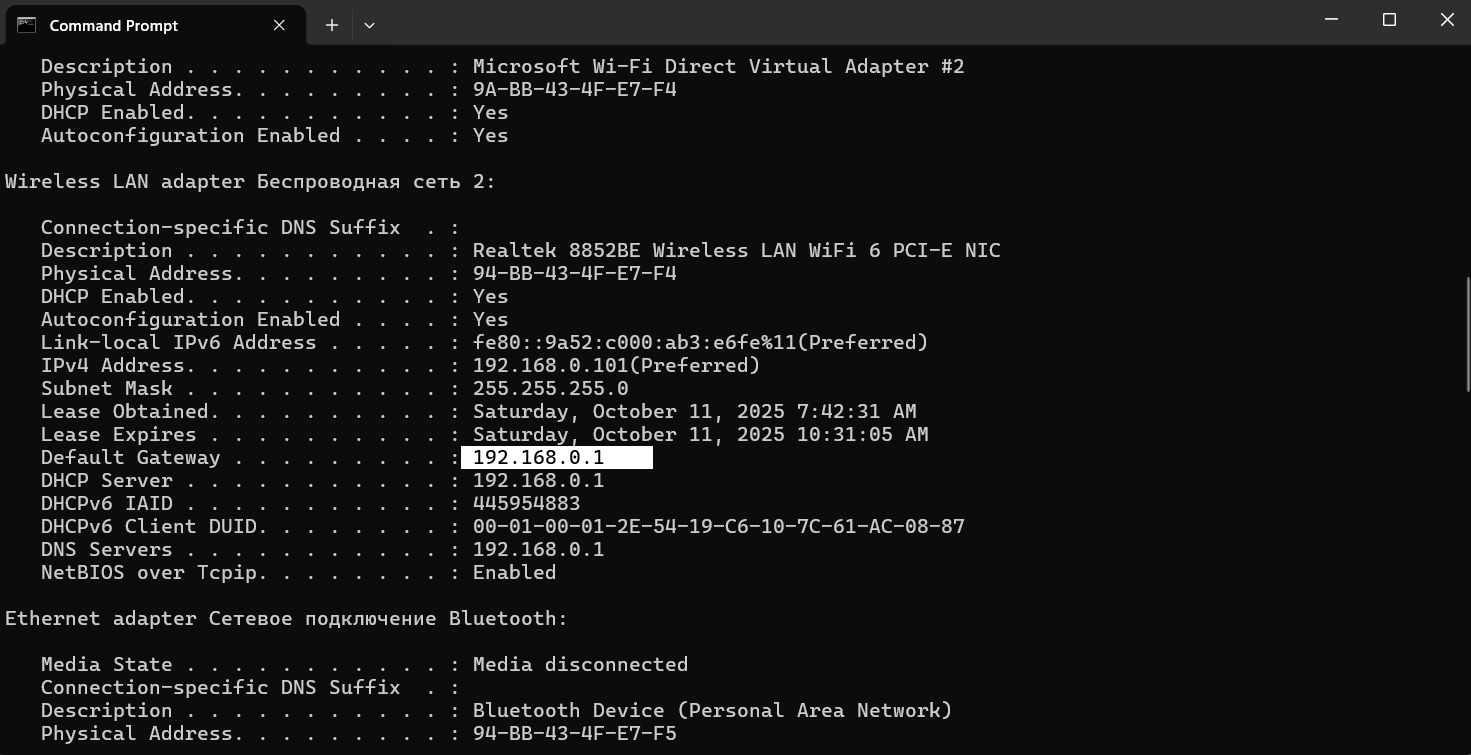 Command Prompt
Description . . . . . . . . . . . : Microsoft Wi-Fi Direct Virtual Adapter #2
Physical Address. . . . . . . . . : 9A-BB-43-4F-E7-F4
DHCP Enabled. . . . . . . . . . . : Yes
Autoconfiguration Enabled . . . . : Yes
Wireless LAN adapter Беспроводная сеть 2:
Connection-specific DNS Suffix  . :
Description . . . . . . . . . . . : Realtek 8852BE Wireless LAN WiFi 6 PCI-E NIC
Physical Address. . . . . . . . . : 94-BB-43-4F-E7-F4
DHCP Enabled. . . . . . . . . . . : Yes
Autoconfiguration Enabled . . . . : Yes
Link-local IPv6 Address . . . . . : fe80::9a52:c000:ab3:e6fe%11(Preferred)
IPv4 Address. . . . . . . . . . . : 192.168.0.101(Preferred)
Subnet Mask . . . . . . . . . . . : 255.255.255.0
Lease Obtained. . . . . . . . . . : Saturday, October 11, 2025 7:42:31 AM
Lease Expires . . . . . . . . . . : Saturday, October 11, 2025 10:31:05 AM
Default Gateway . . . . . . . . . : 192.168.0.1
DHCP Server . . . . . . . . . . . : 192.168.0.1
DHCPv6 IAID . . . . . . . . . . . : 445954883
DHCPv6 Client DUID. . . . . . . . : 00-01-00-01-2E-54-19-C6-10-7C-61-AC-08-87
DNS Servers . . . . . . . . . . . : 192.168.0.1
NetBIOS over Tcpip. . . . . . . . : Enabled
Ethernet adapter Сетевое подключение Bluetooth:
Media State . . . . . . . . . . . : Media disconnected
Connection-specific DNS Suffix  . :
Description . . . . . . . . . . . : Bluetooth Device (Personal Area Network)
Physical Address. . . . . . . . . : 94-BB-43-4F-E7-F5